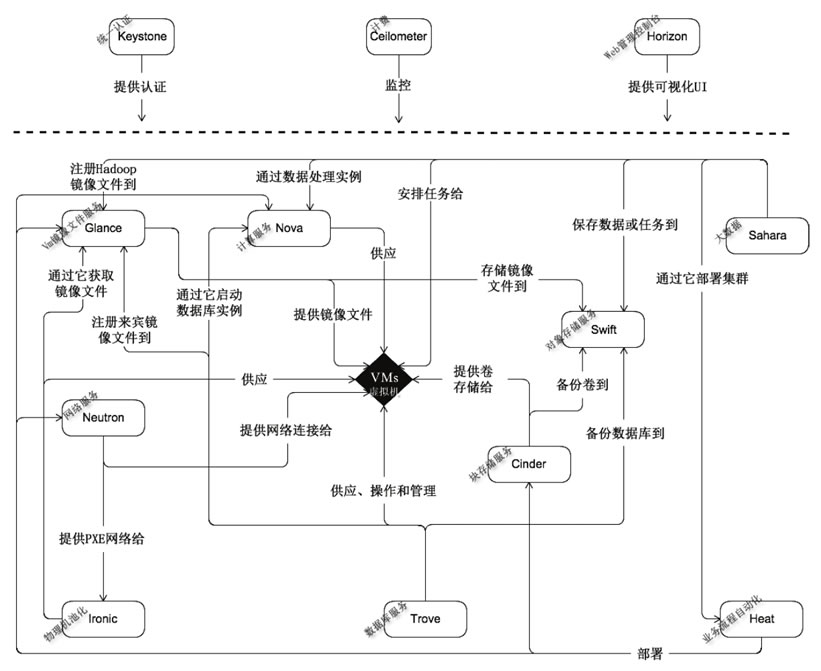 统一认证
Keystone
计费
Ceilometer
Web管理控制台
Horizon
提供认证
监控
提供可视化UI
注册Hadoop
镜像文件到
通过数据处理实例
安排任务给
保存数据或任务到
大数据
Sahara
Vm镜像文件服务
Glance
计算服务
Nova
供应
通过它获取
镜像文件
通过它启动
数据库实例
存储镜像
文件到
通过它部署集群
注册来宾镜
像文件到
提供镜像文件
对象存储服务
Swift
供应
VMs
虚拟机
提供卷
存储给
备份卷到
网络服务
Neutron
提供网络连接给
备份数据库到
块存储服务
Cinder
供应、操作和管理
提供PXE网络给
物理机池化
Ironic
数据库服务
Trove
业务流程自动化
Heat
部署